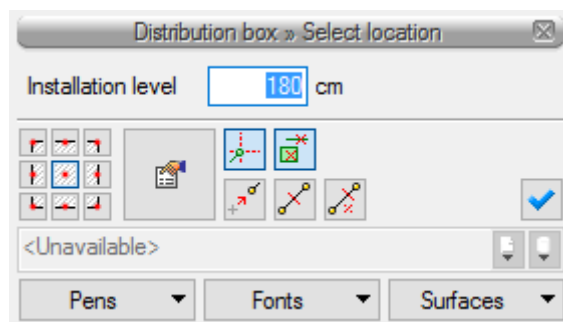 Distribution box » Select location
Installation level 180 cm
<Unavailable>
Pens Fonts Surfaces